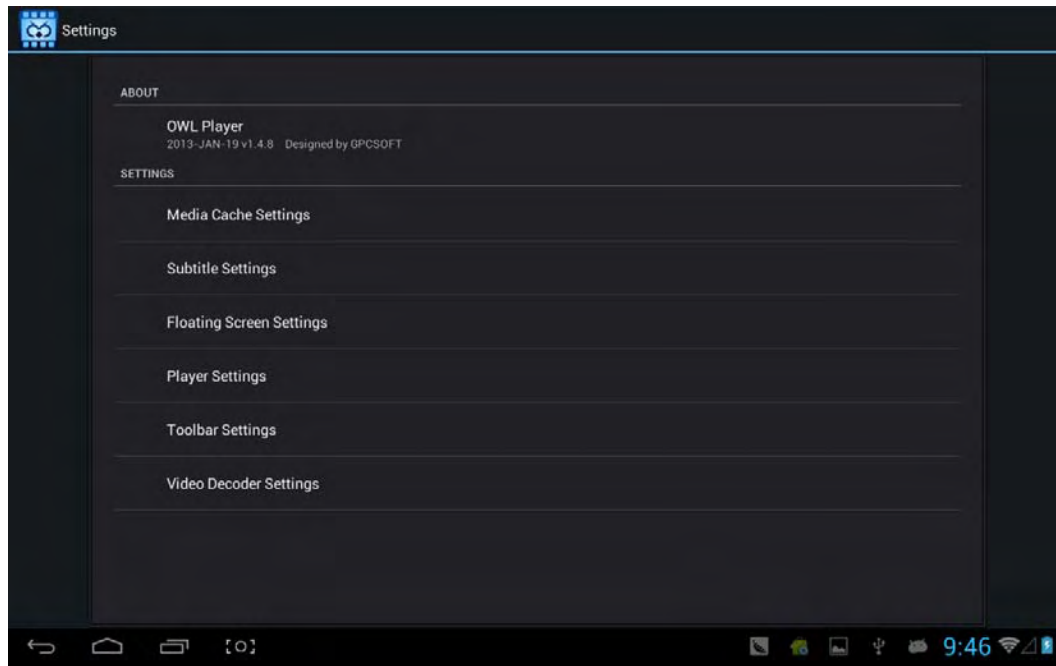 Settings
ABOUT
OWL Player
2013-JAN-19 v1.4.8 Designed by GPCSOFT
SETTINGS
Media Cache Settings
Subtitle Settings
Floating Screen Settings
Player Settings
Toolbar Settings
Video Decoder Settings
9:46